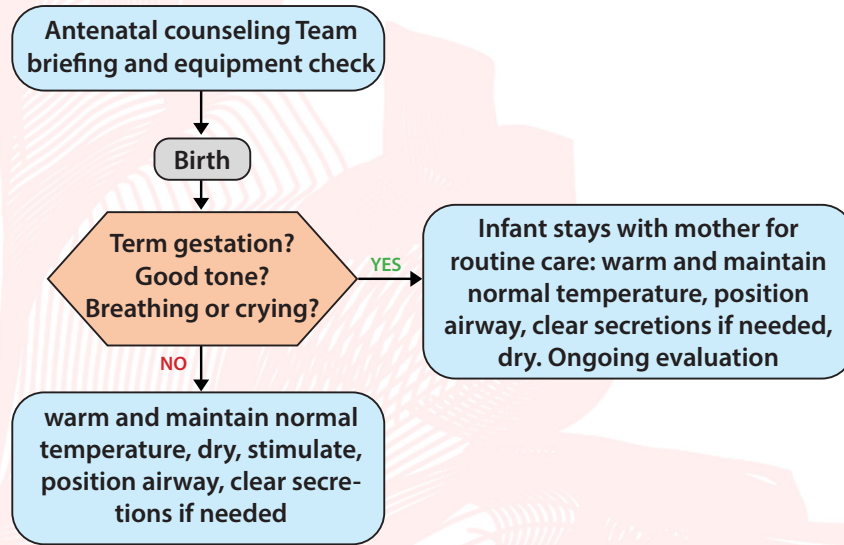 Antenatal counseling Team
briefing and equipment check
Birth
Term gestation?
Good tone?
Breathing or crying?
YES
Infant stays with mother for
routine care: warm and maintain
normal temperature, position
airway, clear secretions if needed,
dry. Ongoing evaluation
NO
warm and maintain normal
temperature, dry, stimulate,
position airway, clear secre-
tions if needed